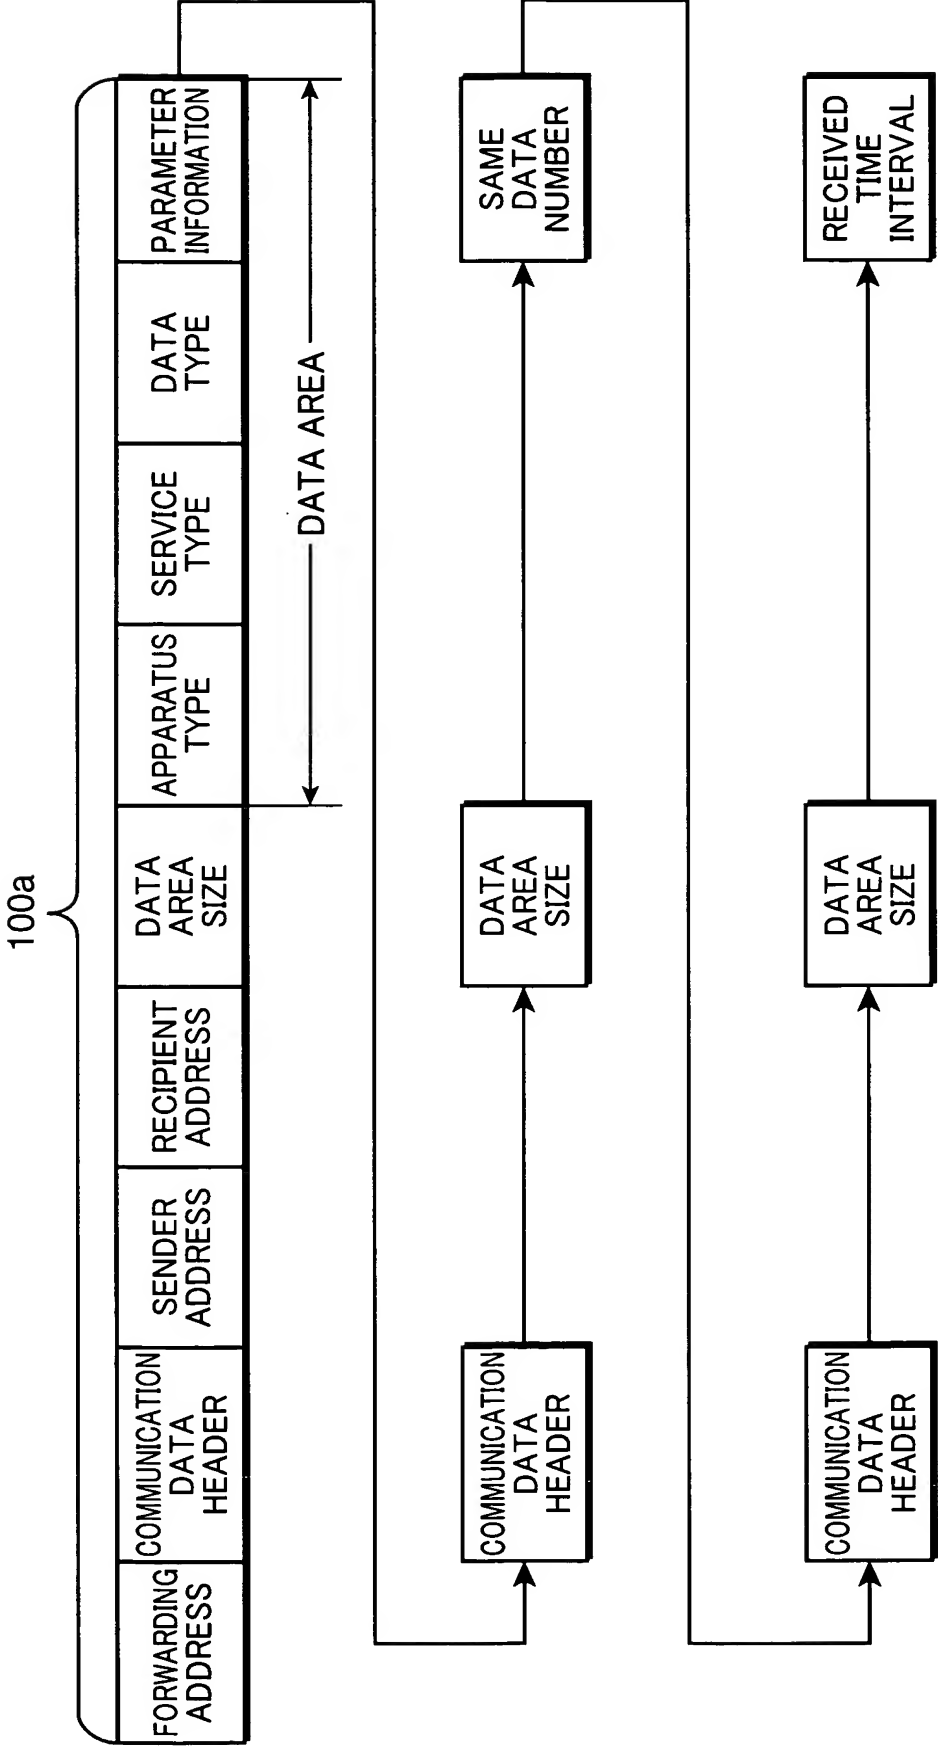 100a
FORWARDING
ADDRESS
COMMUNICATION
DATA
HEADER
SENDER
ADDRESS
RECIPIENT
ADDRESS
DATA
AREA
SIZE
APPARATUS
TYPE
SERVICE
TYPE
DATA
TYPE
PARAMETER
INFORMATION
DATA AREA
COMMUNICATION
DATA
HEADER
DATA
AREA
SIZE
SAME
DATA
NUMBER
COMMUNICATION
DATA
HEADER
DATA
AREA
SIZE
RECEIVED
TIME
INTERVAL